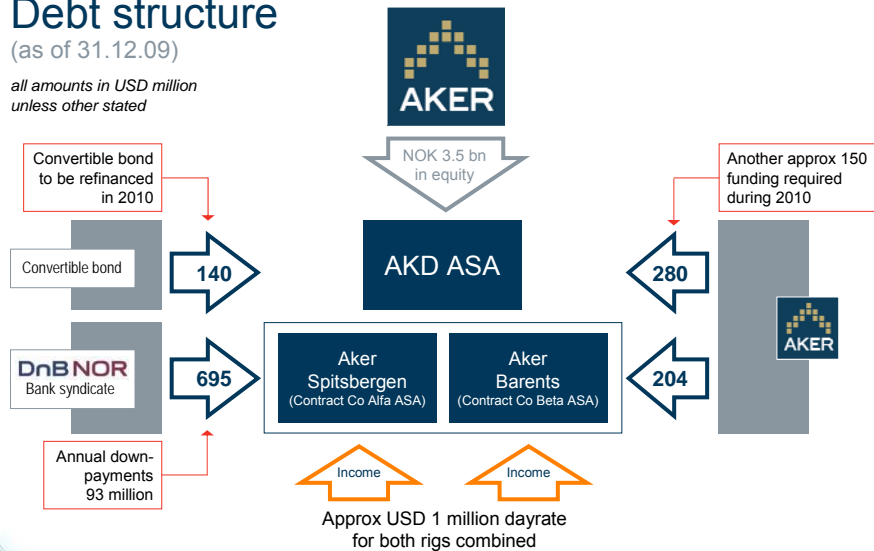 Debt structure
(as of 31.12.09)
all amounts in USD million
unless other stated
AKER
NOK 3.5 bn
in equity
Convertible bond
to be refinanced
in 2010
Another approx 150
funding required
during 2010
Convertible bond
140
AKD ASA
280
AKER
DnBNOR
Bank syndicate
695
Aker
Spitsbergen
(Contract Co Alfa ASA)
Aker
Barents
(Contract Co Beta ASA)
204
Annual down-
payments
93 million
Income
Income
Approx USD 1 million dayrate
for both rigs combined